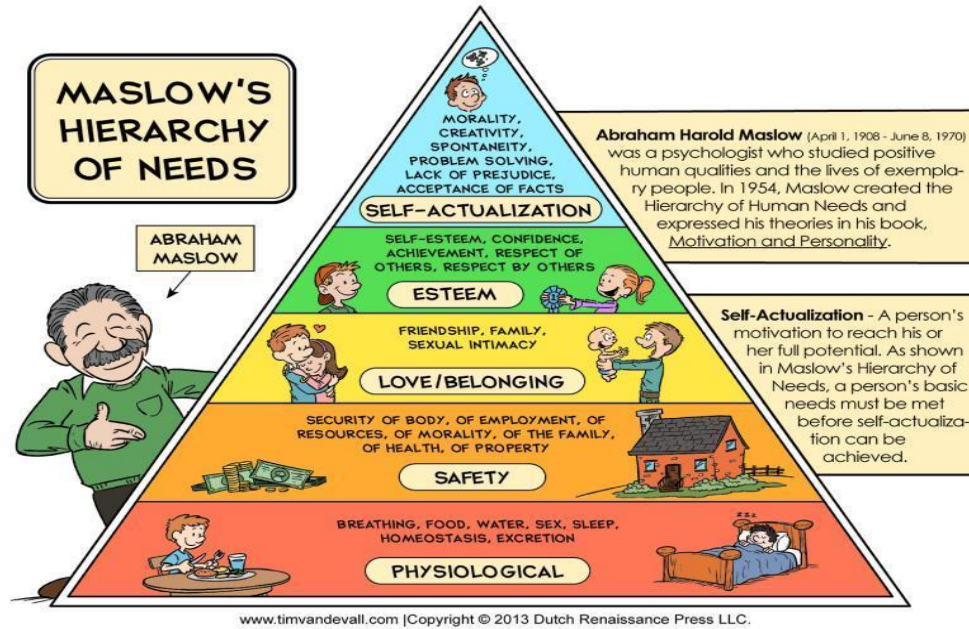 MASLOW'S
HIERARCHY
OF NEEDS
ABRAHAM
MASLOW
MORALITY,
CREATIVITY,
SPONTANEITY,
PROBLEM SOLVING,
LACK OF PREJUDICE,
ACCEPTANCE OF FACTS
SELF-ACTUALIZATION
SELF-ESTEEM, CONFIDENCE,
ACHIEVEMENT, RESPECT OF
OTHERS, RESPECT BY OTHERS
ESTEEM
FRIENDSHIP, FAMILY,
SEXUAL INTIMACY
LOVE/BELONGING
SECURITY OF BODY, OF EMPLOYMENT, OF
RESOURCES, OF MORALITY, OF THE FAMILY,
OF HEALTH, OF PROPERTY
SAFETY
BREATHING, FOOD, WATER, SEX, SLEEP,
HOMEOSTASIS, EXCRETION
PHYSIOLOGICAL
Abraham Harold Maslow (April 1, 1908 - June 8, 1970)
was a psychologist who studied positive
human qualities and the lives of exempla-
ry people. In 1954, Maslow created the
Hierarchy of Human Needs and
expressed his theories in his book,
Motivation and Personality.
Self-Actualization - A person's
motivation to reach his or
her full potential. As shown
in Maslow's Hierarchy of
Needs, a person's basic
needs must be met
before self-actualiza-
tion can be
achieved.
zzz
1
www.timvandevall.com |Copyright © 2013 Dutch Renaissance Press LLC.